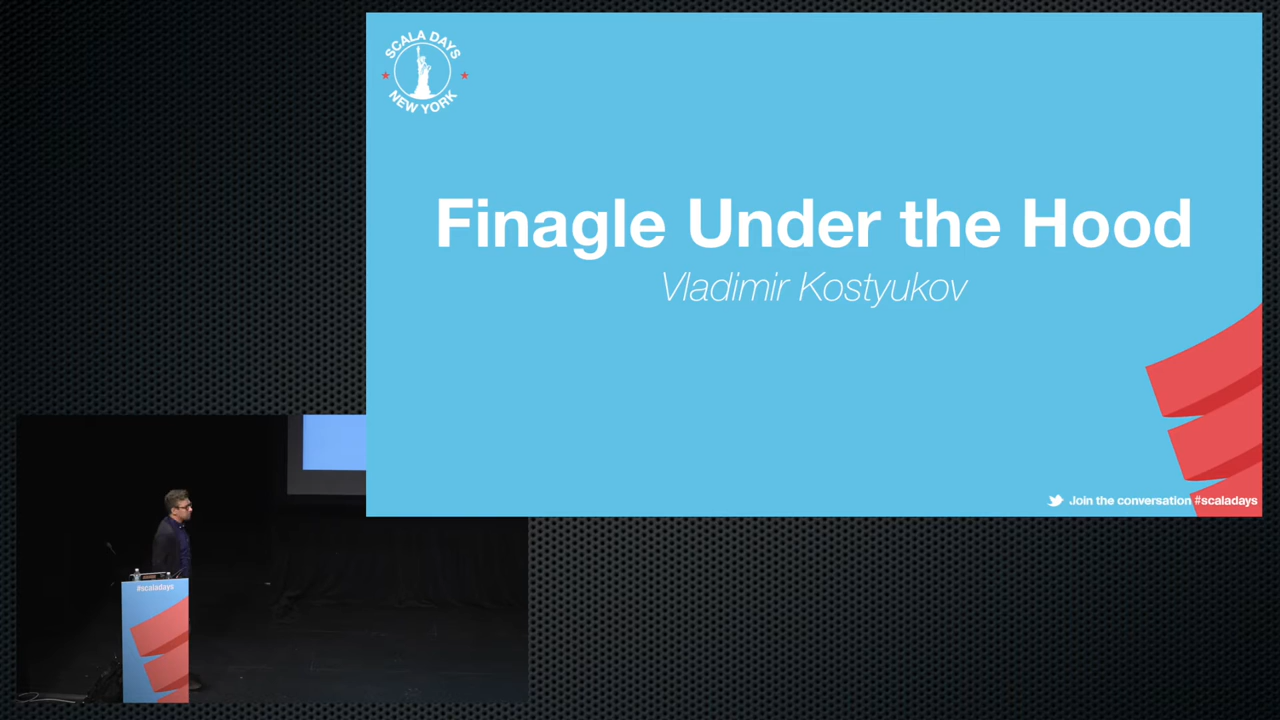 SCALA DAYS
NEW YORK
Finagle Under the Hood
Vladimir Kostyukov
Join the conversation #scaladays
#scaladays